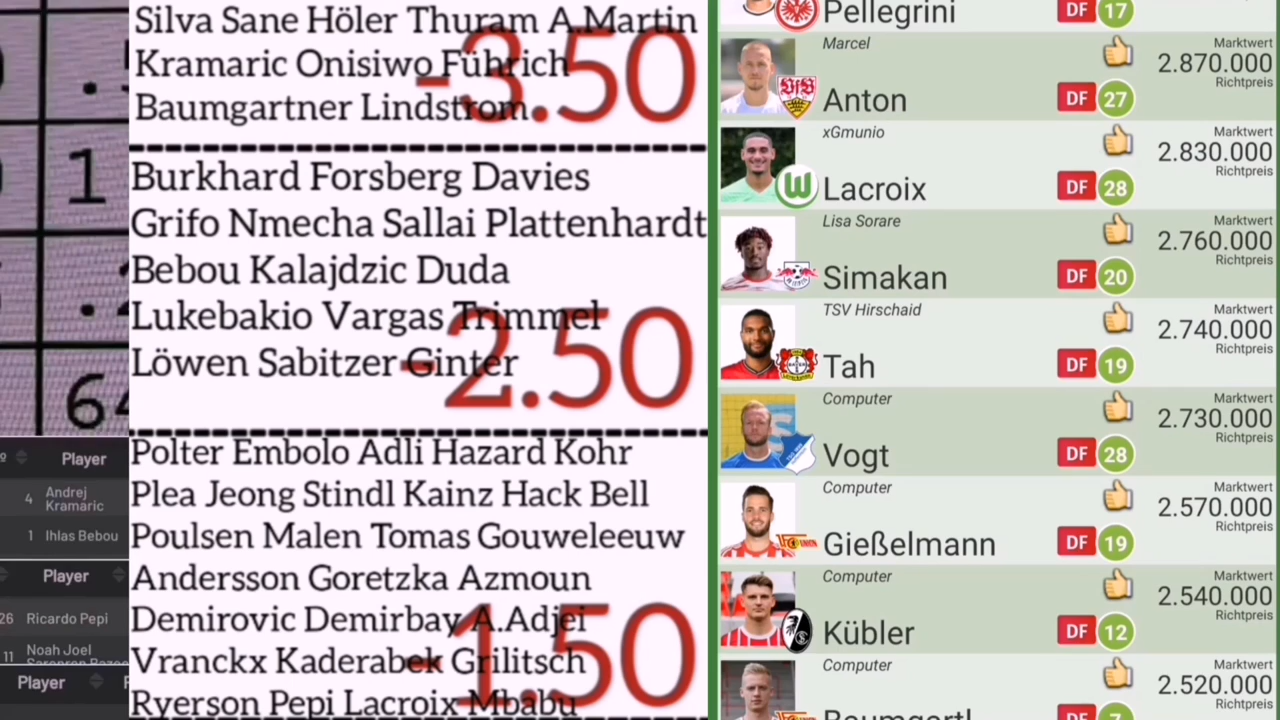 .
1
.
64
º Player
4 Andrej
Kramaric
1 Ihlas Bebou
Player
26 Ricardo Pepi
11 Noah Joel
Player
Silva Sane Höler Thuram A.Martin
Kramaric Onisiwo Führich
Baumgartner Lindstrom
-3.50
Burkhard Forsberg Davies
Grifo Nmecha Sallai Plattenhardt
Bebou Kalajdzic Duda
Lukebakio Vargas Trimmel
Löwen Sabitzer Ginter
-2.50
Polter Embolo Adli Hazard Kohr
Plea Jeong Stindl Kainz Hack Bell
Poulsen Malen Tomas Gouweleeuw
Andersson Goretzka Azmoun
Demirovic Demirbay A.Adjei
Vranckx Kaderabek Grilitsch
Ryerson Pepi Lacroix Mbabu
-1.50
Pellegrini DF 17 Richtpreis
Marcel Marktwert
2.870.000
Anton DF 27 Richtpreis
xGmunio Marktwert
2.830.000
Lacroix DF 28 Richtpreis
Lisa Sorare Marktwert
2.760.000
Simakan DF 20 Richtpreis
TSV Hirschaid Marktwert
2.740.000
Tah DF 19 Richtpreis
Computer Marktwert
2.730.000
Vogt DF 28 Richtpreis
Computer Marktwert
2.570.000
Gießelmann DF 19 Richtpreis
Computer Marktwert
2.540.000
Kübler DF 12 Richtpreis
Computer Marktwert
2.520.000
Baumgartl DF 7 Richtpreis